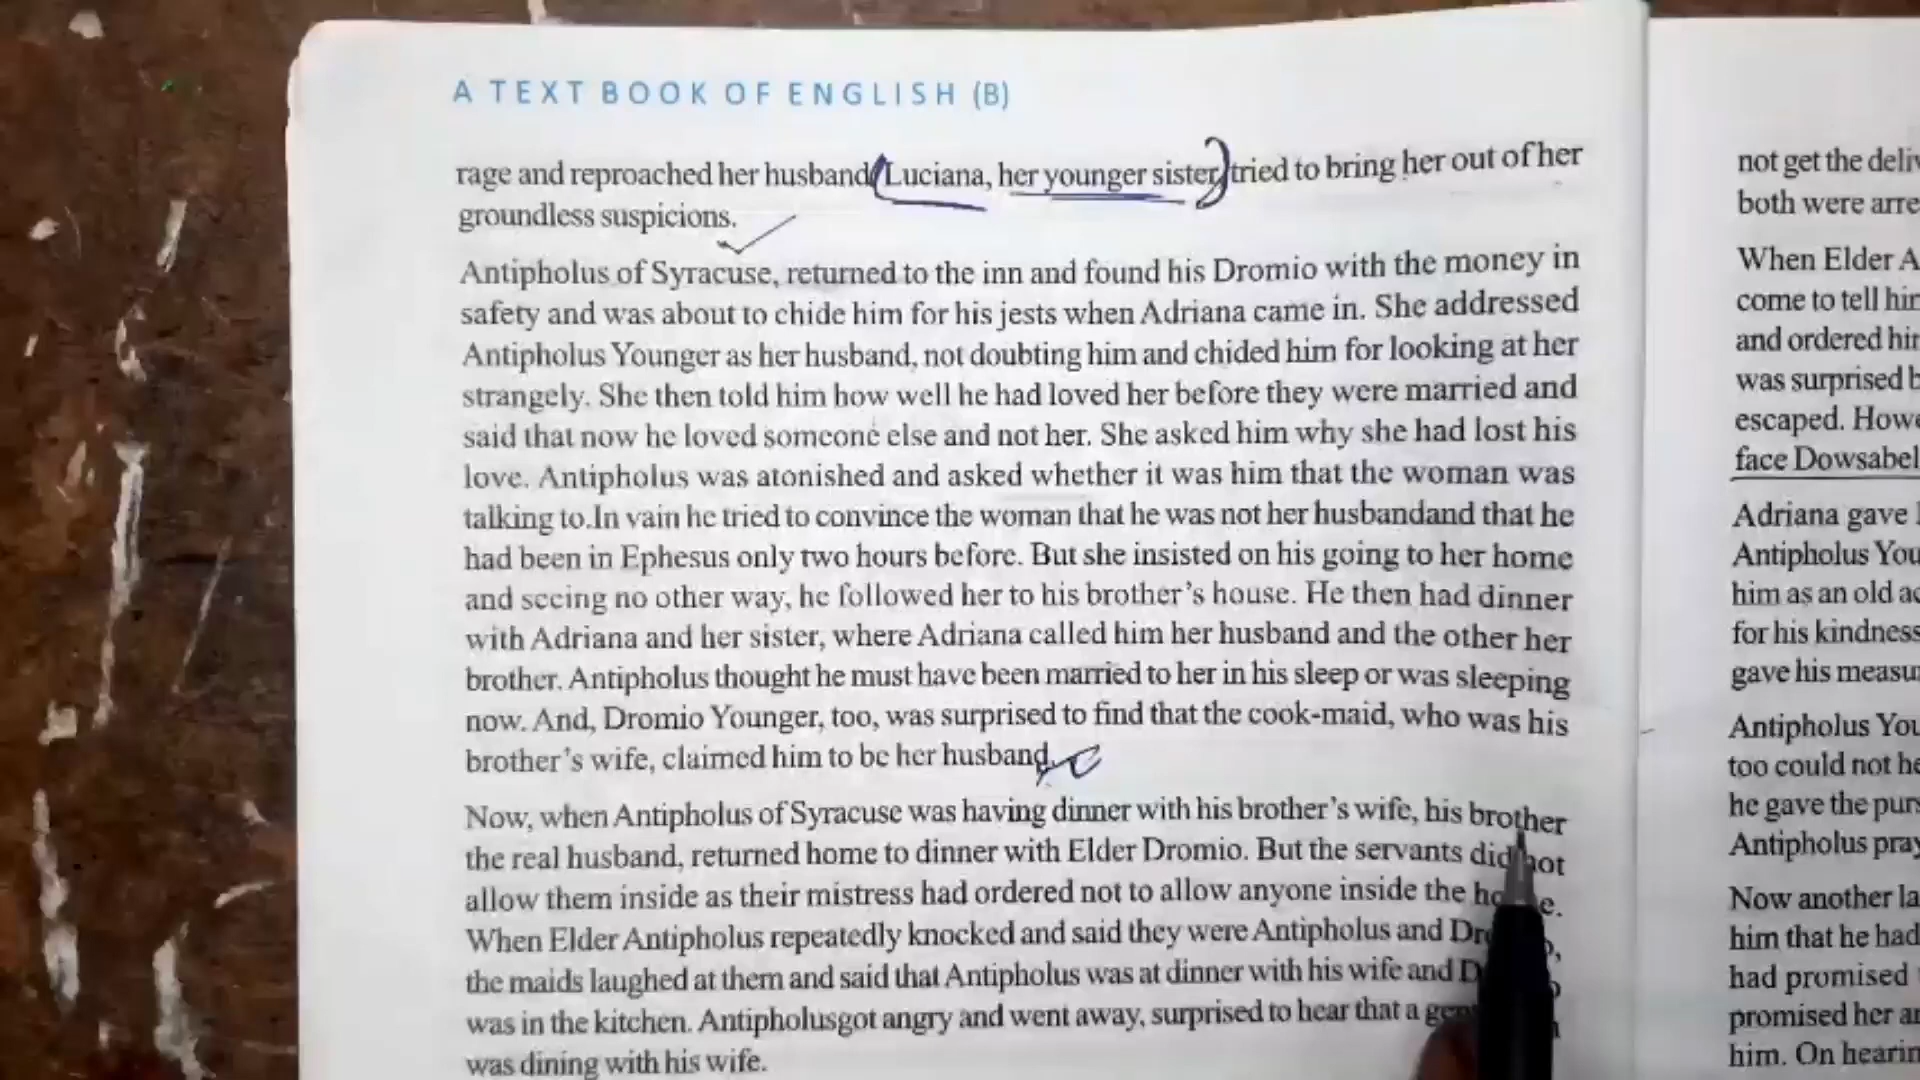 A TEXT BOOK OF ENGLISH (B)
rage and reproached her husband Luciana, her younger sister tried to bring her out of her
groundless suspicions.
Antipholus of Syracuse, returned to the inn and found his Dromio with the money in
safety and was about to chide him for his jests when Adriana came in. She addressed
Antipholus Younger as her husband, not doubting him and chided him for looking at her
strangely. She then told him how well he had loved her before they were married and
said that now he loved someone else and not her. She asked him why she had lost his
love. Antipholus was atonished and asked whether it was him that the woman was
talking to.In vain he tried to convince the woman that he was not her husbandand that he
had been in Ephesus only two hours before. But she insisted on his going to her home
and seeing no other way, he followed her to his brother's house. He then had dinner
with Adriana and her sister, where Adriana called him her husband and the other her
brother. Antipholus thought he must have been married to her in his sleep or was sleeping
now. And, Dromio Younger, too, was surprised to find that the cook-maid, who was his
brother's wife, claimed him to be her husband.
Now, when Antipholus of Syracuse was having dinner with his brother's wife, his brother
the real husband, returned home to dinner with Elder Dromio. But the servants did not
allow them inside as their mistress had ordered not to allow anyone inside the
When Elder Antipholus repeatedly knocked and said they were Antipholus and
the maids laughed at them and said that Antipholus was at dinner with his wife and
was in the kitchen. Antipholusgot angry and went away, surprised to hear that a
was dining with his wife.
not get the
both were
When Elder
come to tell
and ordered
was surprised
escaped.
face Dowsabel
Adriana gave
Antipholus
him as an old
for his kindness
gave his
Antipholus
too could not
he gave the
Antipholus
Now another
him that he had
had promised
promised her
him. On